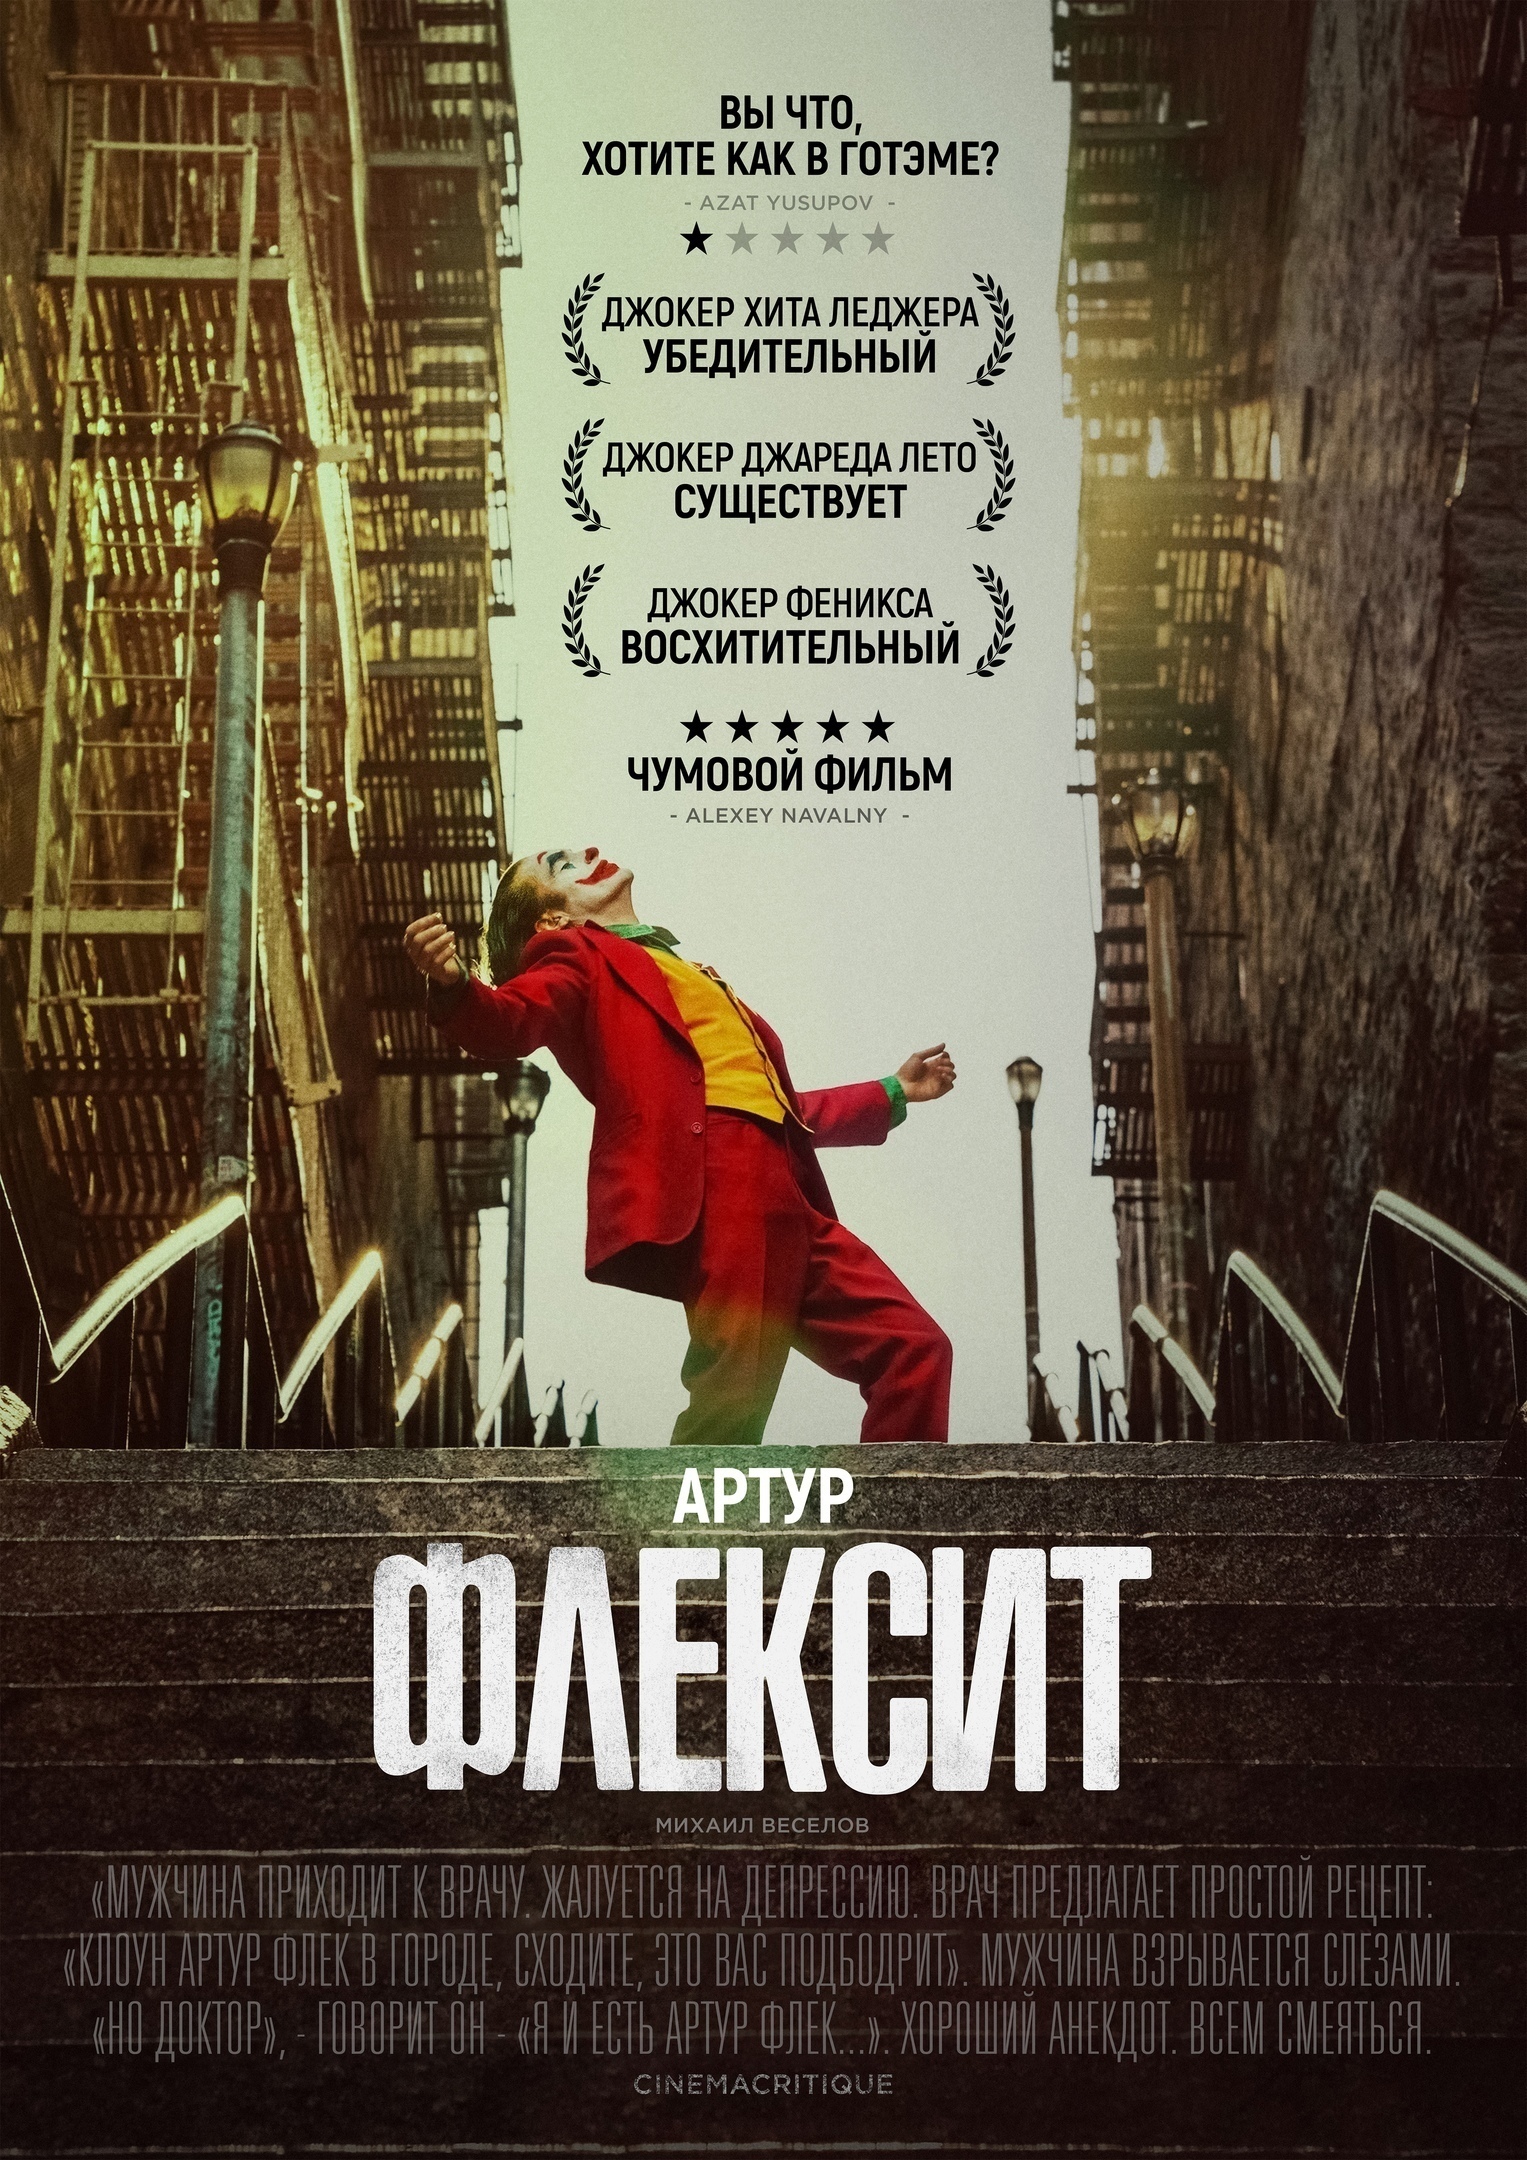 ВЫ ЧТО,
ХОТИТЕ КАК В ГОТЭМЕ?
- AZAT YUSUPOV -
ДЖОКЕР ХИТА ЛЕДЖЕРА
УБЕДИТЕЛЬНЫЙ
ДЖОКЕР ДЖАРЕДА ЛЕТО
СУЩЕСТВУЕТ
ДЖОКЕР ФЕНИКСА
ВОСХИТИТЕЛЬНЫЙ
ЧУМОВОЙ ФИЛЬМ
- ALEXEY NAVALNY -
АРТУР
ФЛЕКСИТ
МИХАИЛ ВЕСЕЛОВ
«МУЖЧИНА ПРИХОДИТ К ВРАЧУ. ЖАЛУЕТСЯ НА ДЕПРЕССИЮ. ВРАЧ ПРЕДЛАГАЕТ ПРОСТОЙ РЕЦЕПТ:
«КЛОУН АРТУР ФЛЕК В ГОРОДЕ, СХОДИТЕ, ЭТО ВАС ПОДБОДРИТ». МУЖЧИНА ВЗРЫВАЕТСЯ СЛЕЗАМИ.
«НО ДОКТОР», - ГОВОРИТ ОН - «Я И ЕСТЬ АРТУР ФЛЕК...». ХОРОШИЙ АНЕКДОТ. ВСЕМ СМЕЯТЬСЯ.
CINEMACRITIQUE